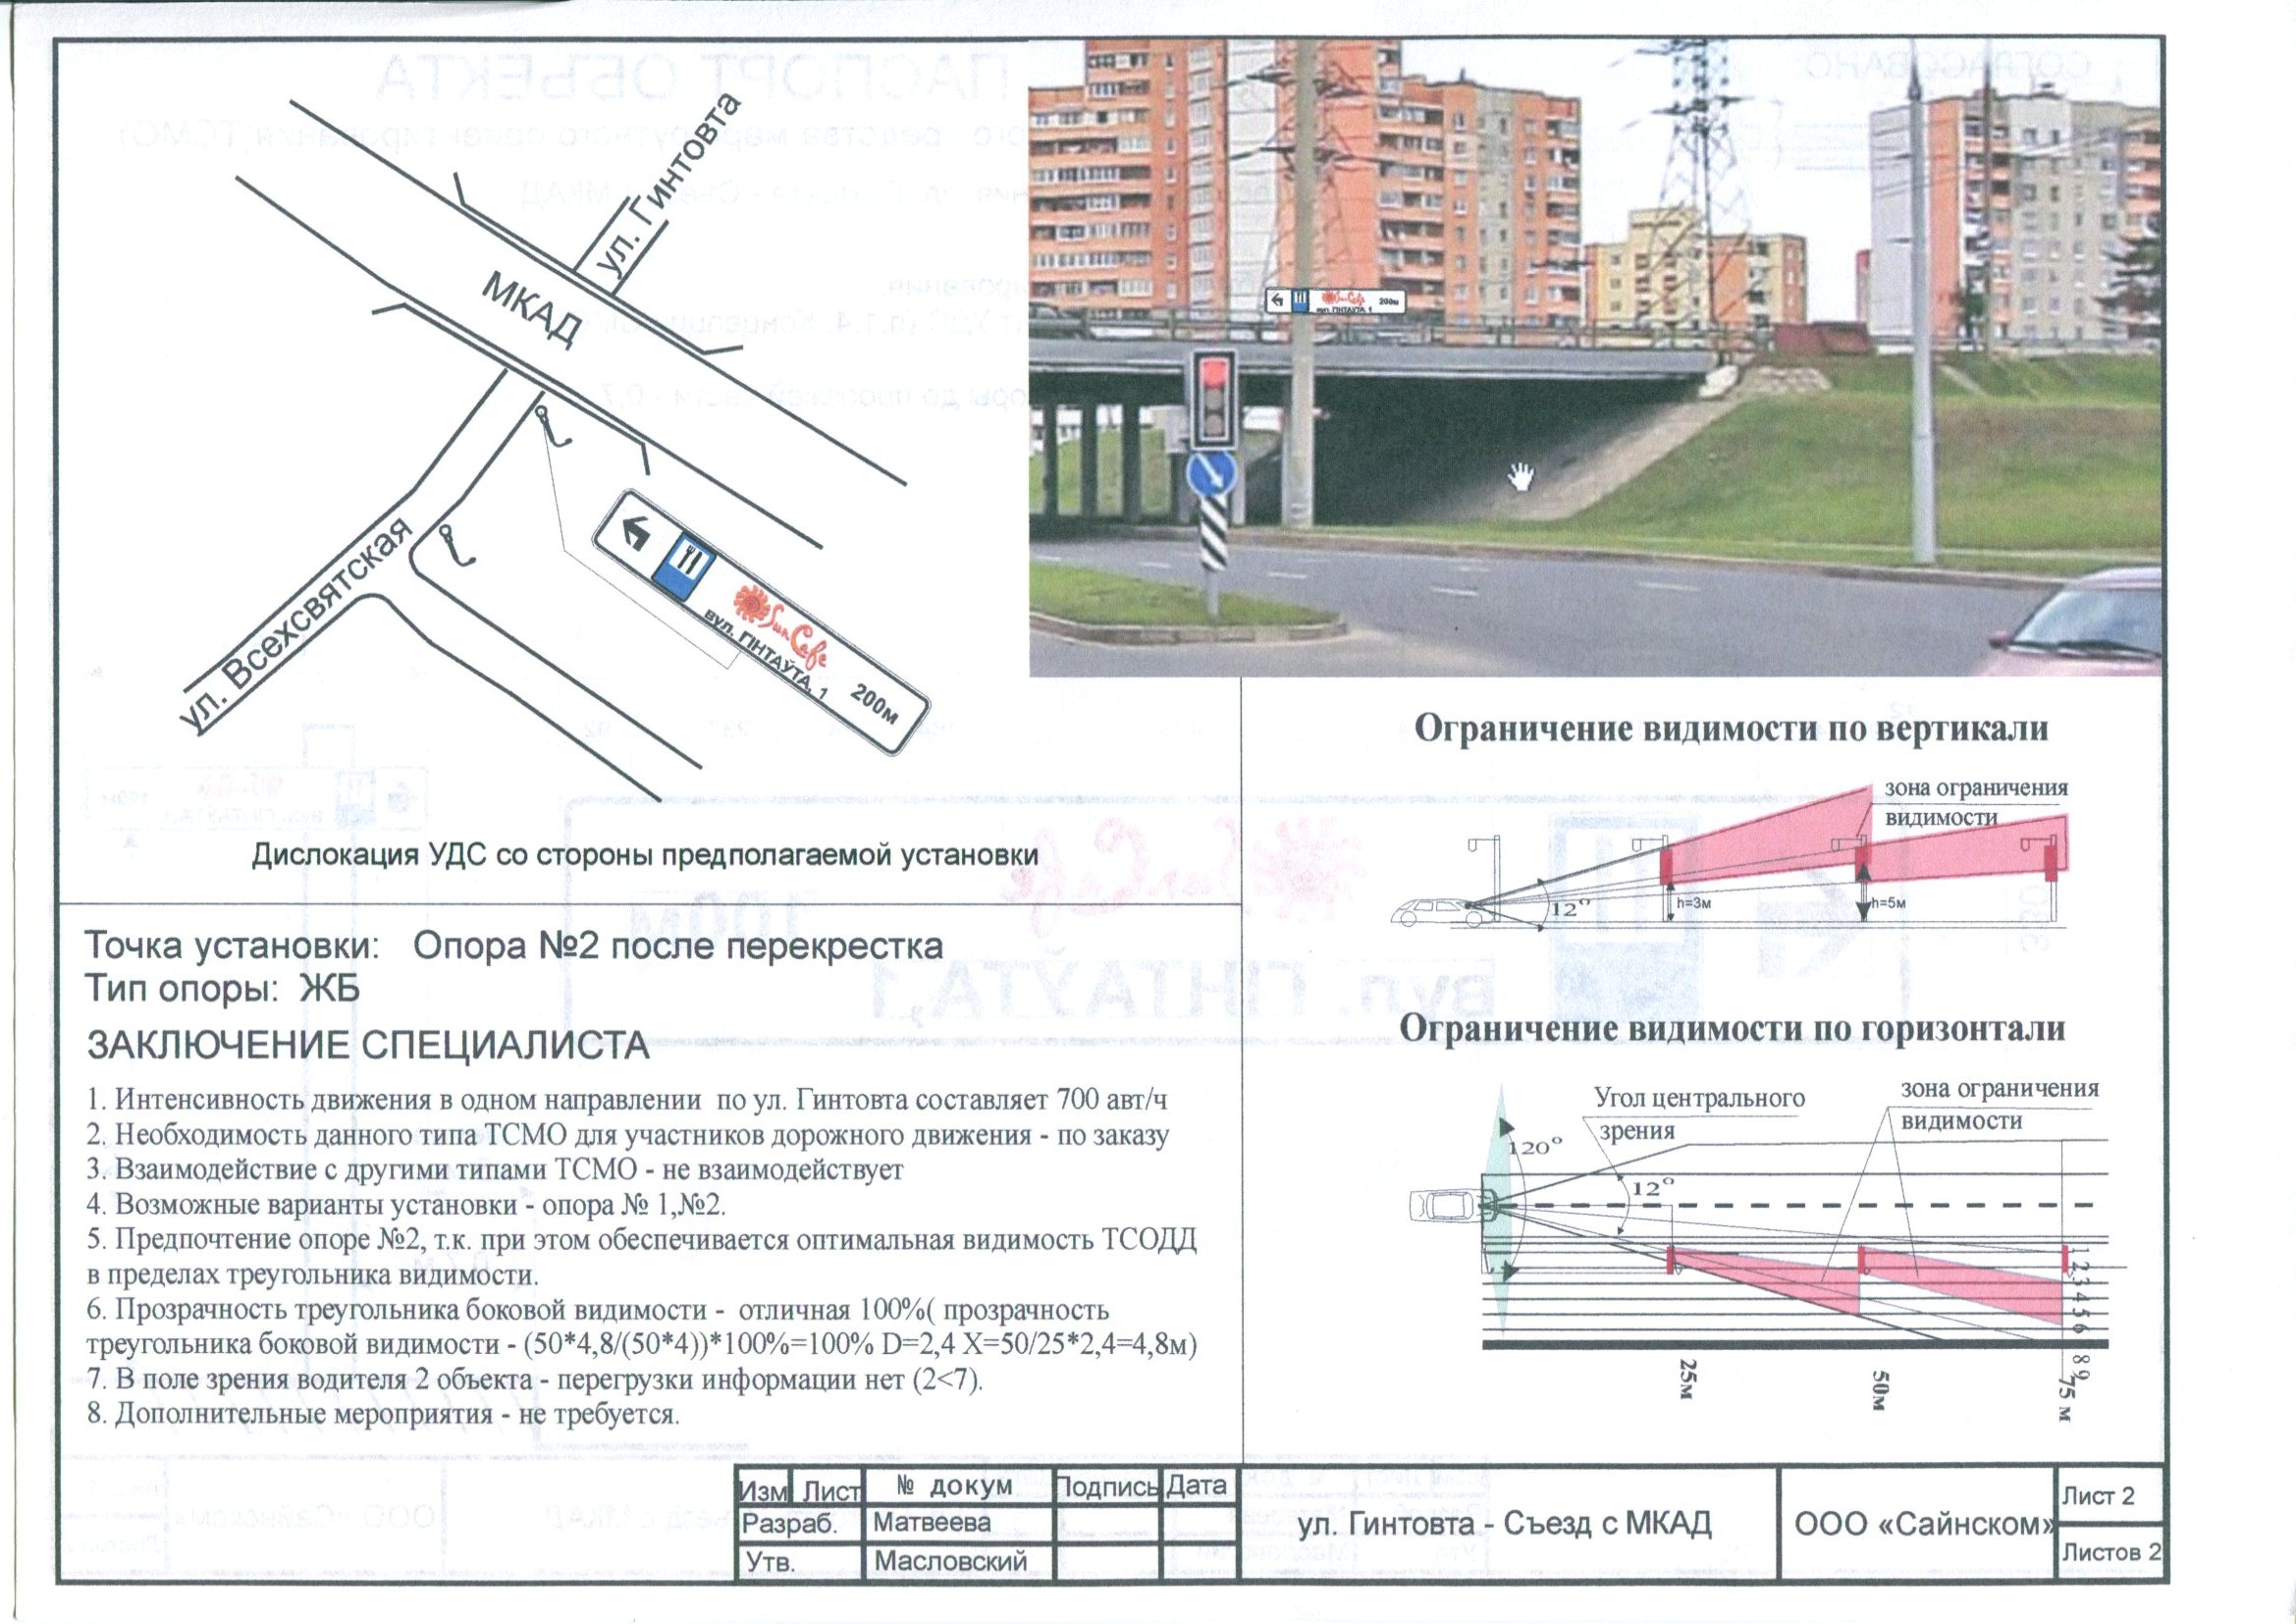 ул. Гинтовта
МКАД
ул. Всехсвятская
Sun Cafe
вул. ГІНТАЎТА, 1
200м
Sun Cafe 200м
вул. ГІНТАЎТА, 1
Дислокация УДС со стороны предполагаемой установки
Точка установки: Опора №2 после перекрестка
Тип опоры: ЖБ
ЗАКЛЮЧЕНИЕ СПЕЦИАЛИСТА
1. Интенсивность движения в одном направлении по ул. Гинтовта составляет 700 авт/ч
2. Необходимость данного типа ТСМО для участников дорожного движения - по заказу
3. Взаимодействие с другими типами ТСМО - не взаимодействует
4. Возможные варианты установки - опора № 1,№2.
5. Предпочтение опоре №2, т.к. при этом обеспечивается оптимальная видимость ТСОДД
в пределах треугольника видимости.
6. Прозрачность треугольника боковой видимости - отличная 100%( прозрачность
треугольника боковой видимости - (50*4,8/(50*4))*100%=100% D=2,4 X=50/25*2,4=4,8м)
7. В поле зрения водителя 2 объекта - перегрузки информации нет (2<7).
8. Дополнительные мероприятия - не требуется.
Ограничение видимости по вертикали
зона ограничения
видимости
12°
h=3м
h=5м
Ограничение видимости по горизонтали
Угол центрального
зрения
зона ограничения
видимости
120°
12°
1 2 3 4 5 6 8 9
25м
50м
75 м
Изм Лист № докум Подпись Дата
Разраб. Матвеева
Утв. Масловский
ул. Гинтовта - Съезд с МКАД
ООО «Сайнском»
Лист 2
Листов 2